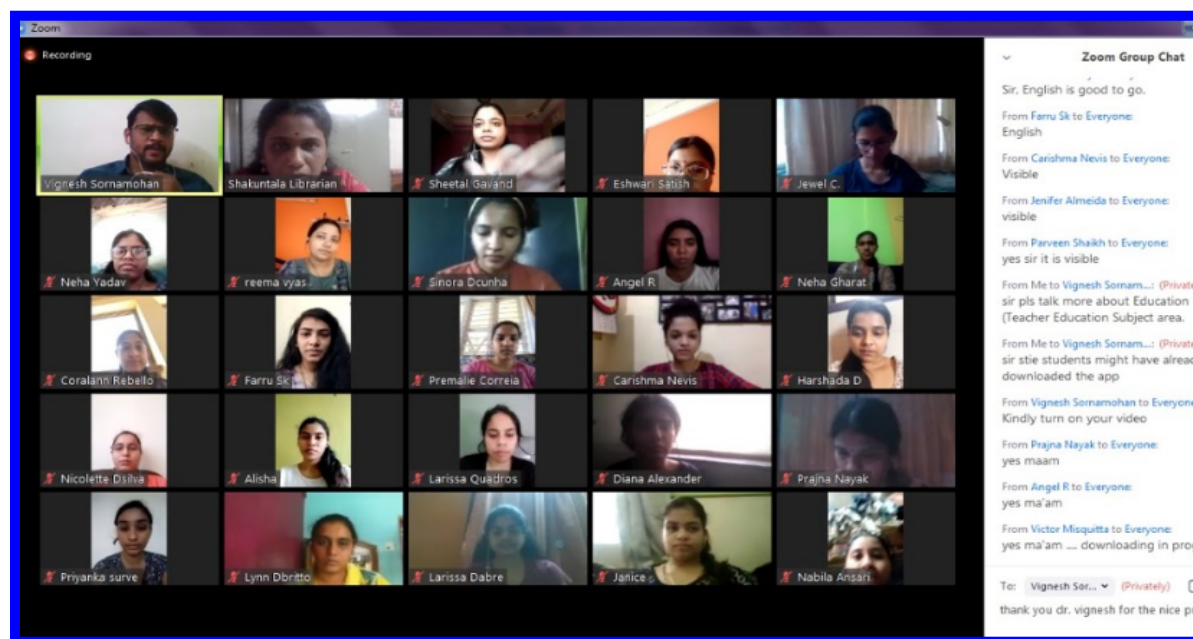 Zoom
Recording
Vignesh Sornamohan
Shakuntala Librarian
Sheetal Gavand
Eshwari Satish
Jewel C.
Neha Yadav
reema vyas
Sinora Dcunha
Angel R
Neha Gharat
Coralann Rebello
Farru Sk
Premalie Correia
Carishma Nevis
Harshada D
Nicolette Dsilva
Alisha
Larissa Quadros
Diana Alexander
Prajna Nayak
Priyanka surve
Lynn Dbritto
Larissa Dabre
Janice
Nabila Ansari
Zoom Group Chat
Sir, English is good to go.
From Farru Sk to Everyone:
English
From Carishma Nevis to Everyone:
Visible
From Jenifer Almeida to Everyone:
visible
From Parveen Shaikh to Everyone:
yes sir it is visible
From Me to Vignesh Sornam...: (Private
sir pls talk more about Education
(Teacher Education Subject area.
From Me to Vignesh Sornam...: (Private
sir stie students might have alread
downloaded the app
From Vignesh Sornamohan to Everyone
Kindly turn on your video
From Prajna Nayak to Everyone:
yes maam
From Angel R to Everyone:
yes ma'am
From Victor Misquitta to Everyone:
yes ma'am .... downloading in pro
To: Vignesh Sor... (Privately)
thank you dr. vignesh for the nice p